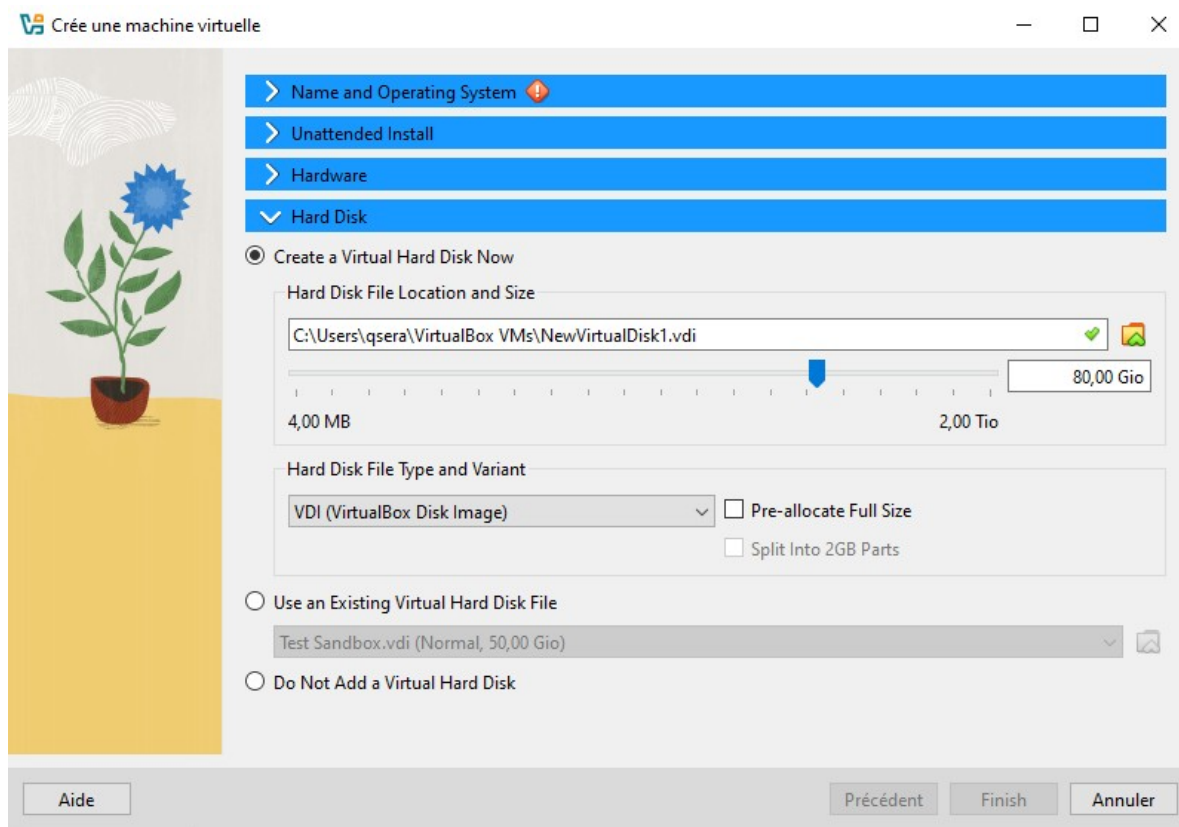 Crée une machine virtuelle
Name and Operating System
Unattended Install
Hardware
Hard Disk
Create a Virtual Hard Disk Now
Hard Disk File Location and Size
C:\Users\qsera\VirtualBox VMs\NewVirtualDisk1.vdi
80,00 Gio
4,00 MB 2,00 Tio
Hard Disk File Type and Variant
VDI (VirtualBox Disk Image) Pre-allocate Full Size
Split Into 2GB Parts
Use an Existing Virtual Hard Disk File
Test Sandbox.vdi (Normal, 50,00 Gio)
Do Not Add a Virtual Hard Disk
Aide Précédent Finish Annuler